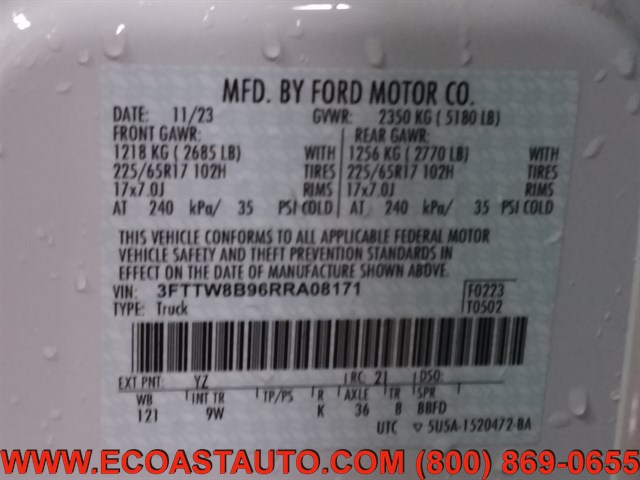 MFD. BY FORD MOTOR CO.
DATE: 11/23 GVWR: 2350 KG ( 5180 LB)
FRONT GAWR: REAR GAWR:
1218 KG ( 2685 LB) WITH 1256 KG ( 2770 LB) WITH
225/65R17 102H TIRES 225/65R17 102H TIRES
17x7.0J RIMS 17x7.0J RIMS
AT 240 kPa/ 35 PSI COLD AT 240 kPa/ 35 PSI COLD
THIS VEHICLE CONFORMS TO ALL APPLICABLE FEDERAL MOTOR
VEHICLE SAFETY AND THEFT PREVENTION STANDARDS IN
EFFECT ON THE DATE OF MANUFACTURE SHOWN ABOVE.
VIN: 3FTTW8B96RRA08171 F0223
TYPE: Truck T0502
EXT PNT: YZ RC: 21 DSO:
WB INT TR TP/PS R AXLE TR SPR
121 9W K 36 8 BBFD
UTC ▽ 5U5A-1520472-BA
WWW.ECOASTAUTO.COM (800) 869-0655